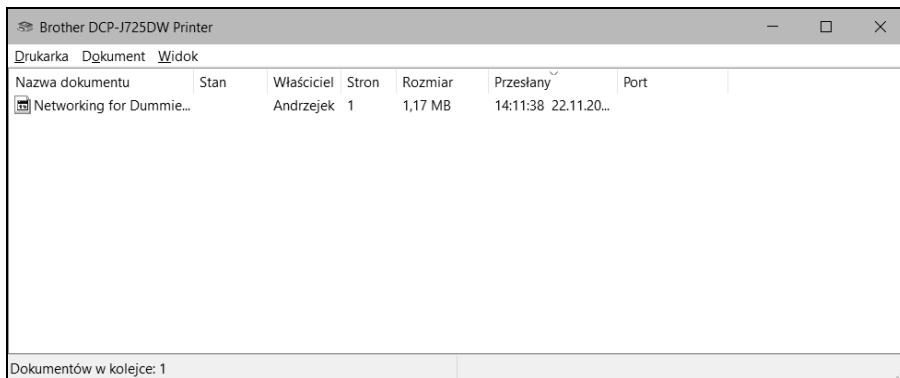 Brother DCP-J725DW Printer
Drukarka Dokument Widok
Nazwa dokumentu Stan Właściciel Stron Rozmiar Przesłany Port
Networking for Dummie... Andrzejek 1 1,17 MB 14:11:38 22.11.20...
Dokumentów w kolejce: 1